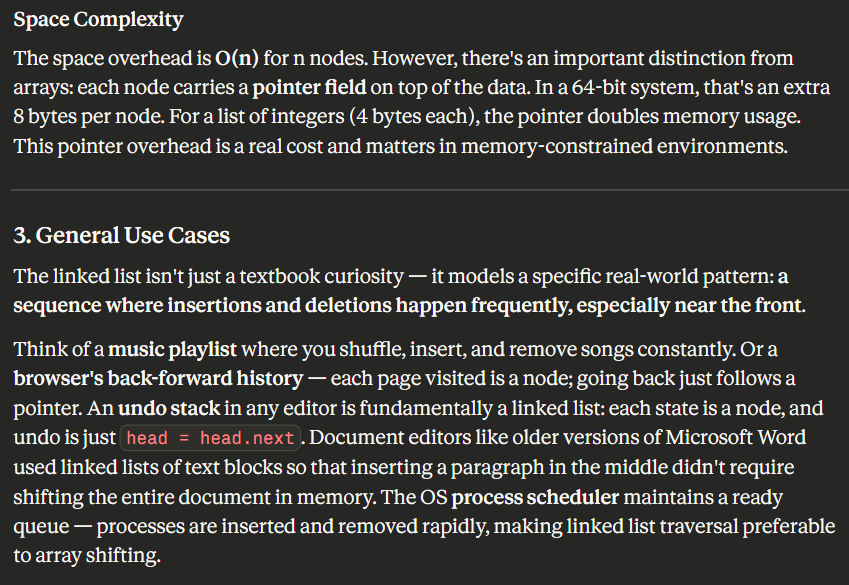 Space Complexity
The space overhead is O(n) for n nodes. However, there's an important distinction from
arrays: each node carries a pointer field on top of the data. In a 64-bit system, that's an extra
8 bytes per node. For a list of integers (4 bytes each), the pointer doubles memory usage.
This pointer overhead is a real cost and matters in memory-constrained environments.
3. General Use Cases
The linked list isn't just a textbook curiosity — it models a specific real-world pattern: a
sequence where insertions and deletions happen frequently, especially near the front.
Think of a music playlist where you shuffle, insert, and remove songs constantly. Or a
browser's back-forward history — each page visited is a node; going back just follows a
pointer. An undo stack in any editor is fundamentally a linked list: each state is a node, and
undo is just head = head.next. Document editors like older versions of Microsoft Word
used linked lists of text blocks so that inserting a paragraph in the middle didn't require
shifting the entire document in memory. The OS process scheduler maintains a ready
queue — processes are inserted and removed rapidly, making linked list traversal preferable
to array shifting.